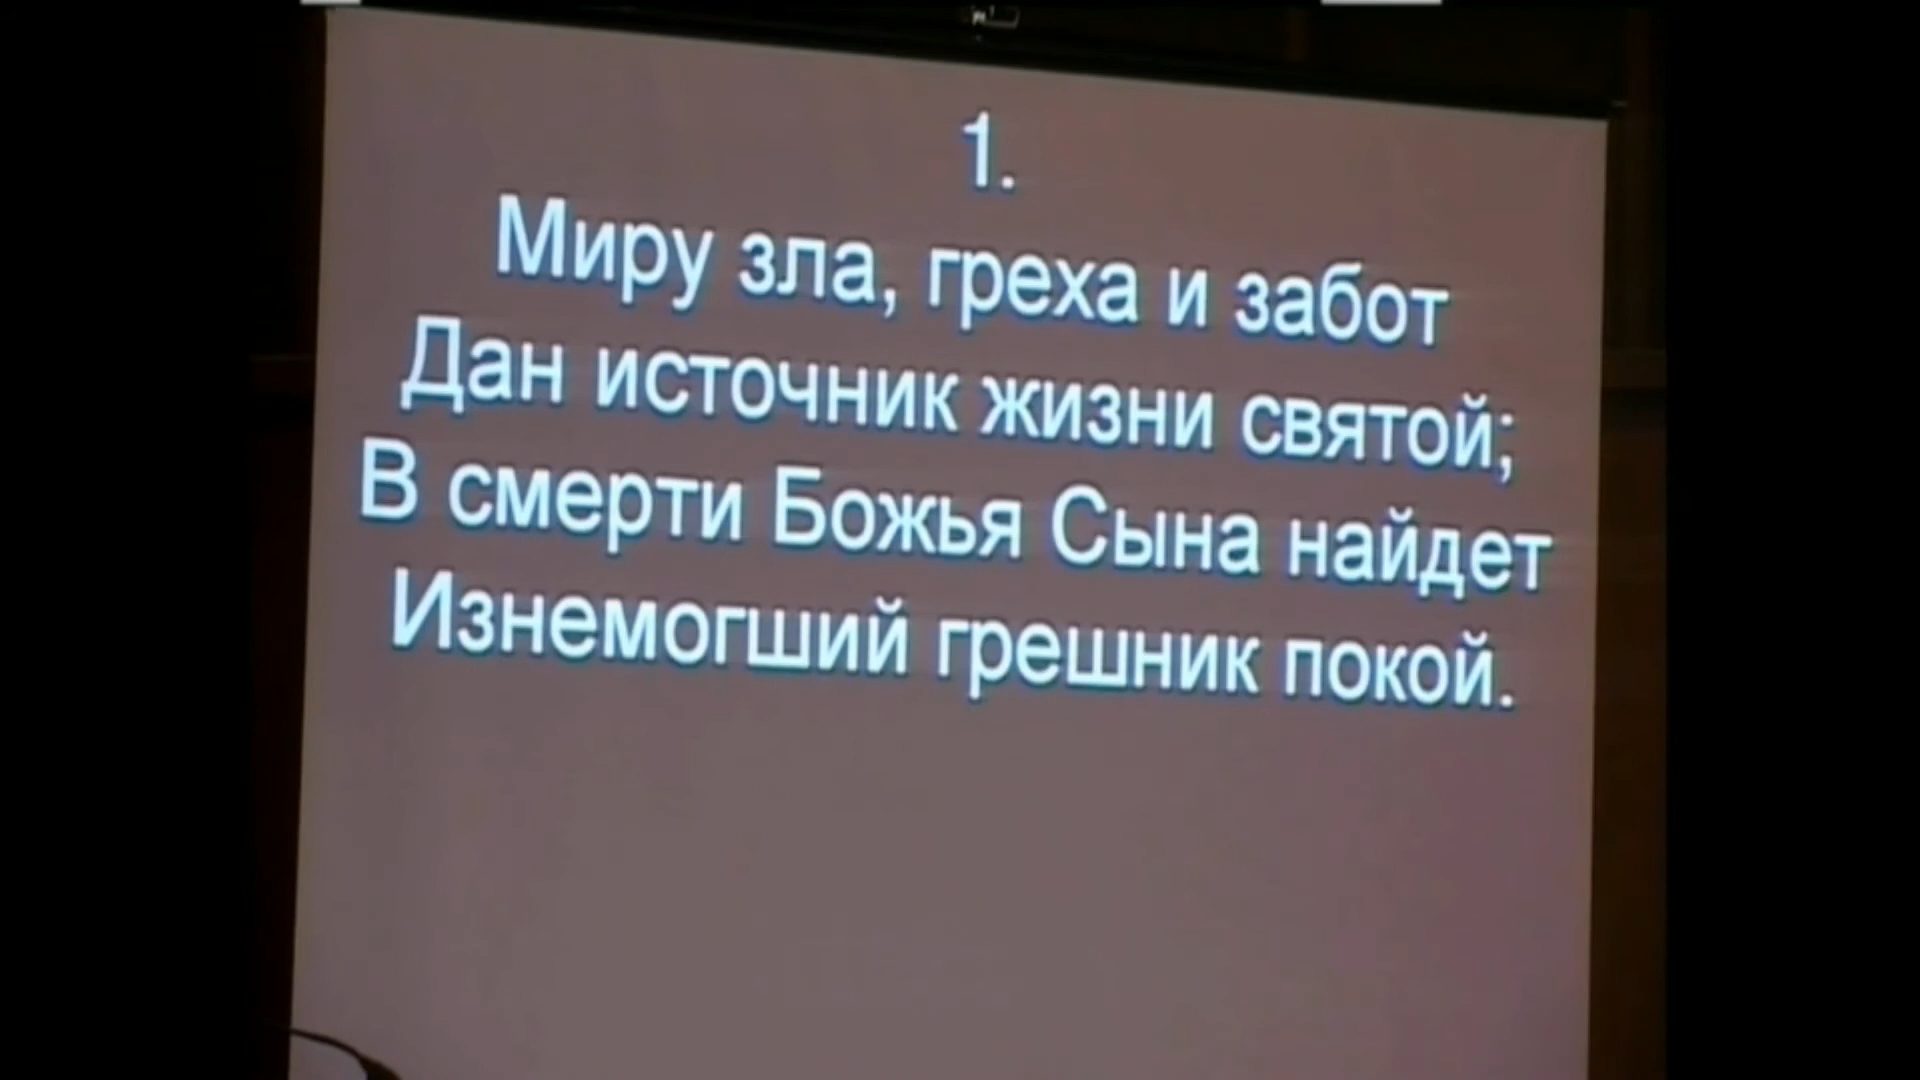 1.
Миру зла, греха и забот
Дан источник жизни святой;
В смерти Божья Сына найдет
Изнемогший грешник покой.